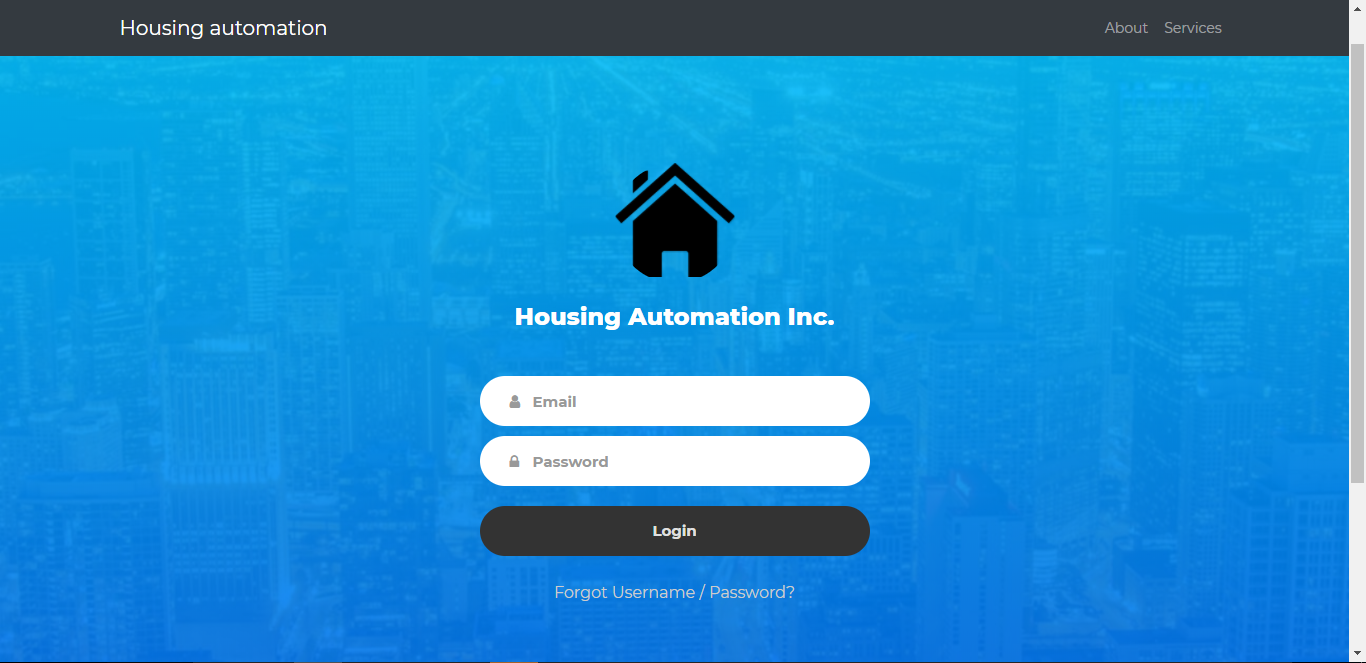 Housing automation
About Services
Housing Automation Inc.
Email
Password
Login
Forgot Username / Password?